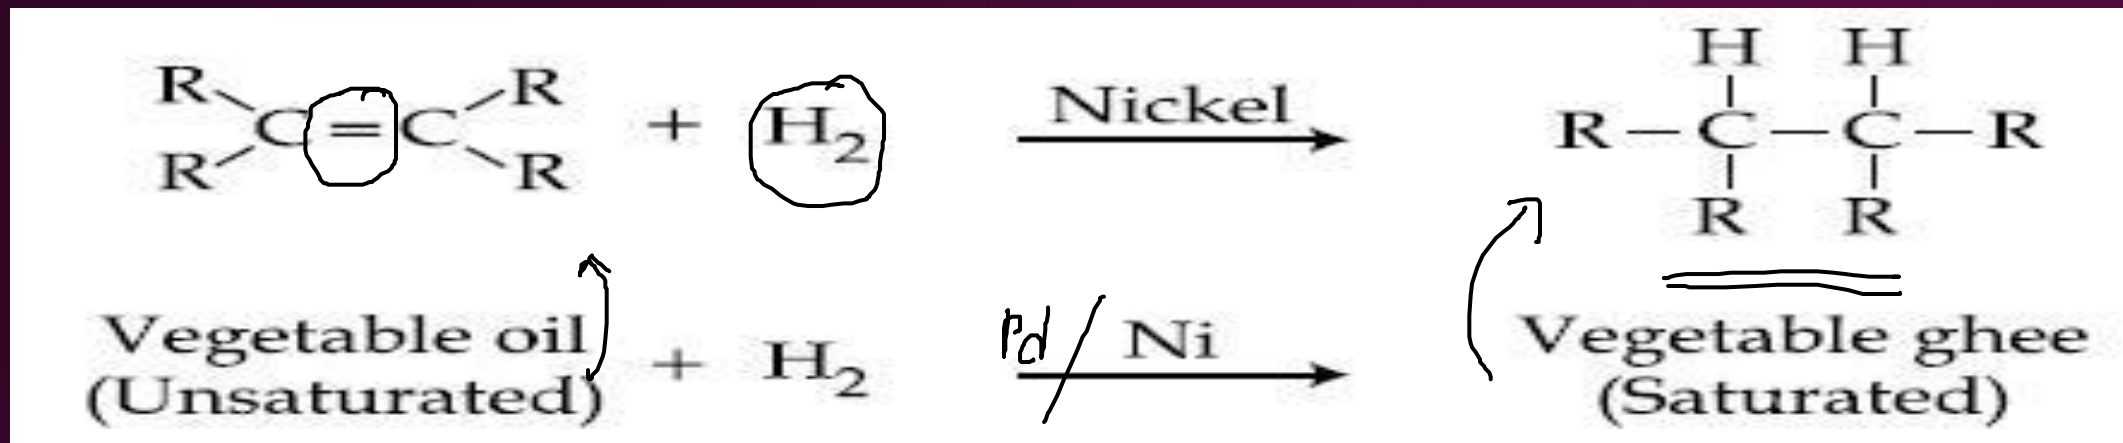 R R H H
C=C + H₂ Nickel R—C—C—R
R R R R
Vegetable oil + H₂ Pd/Ni Vegetable ghee
(Unsaturated) (Saturated)